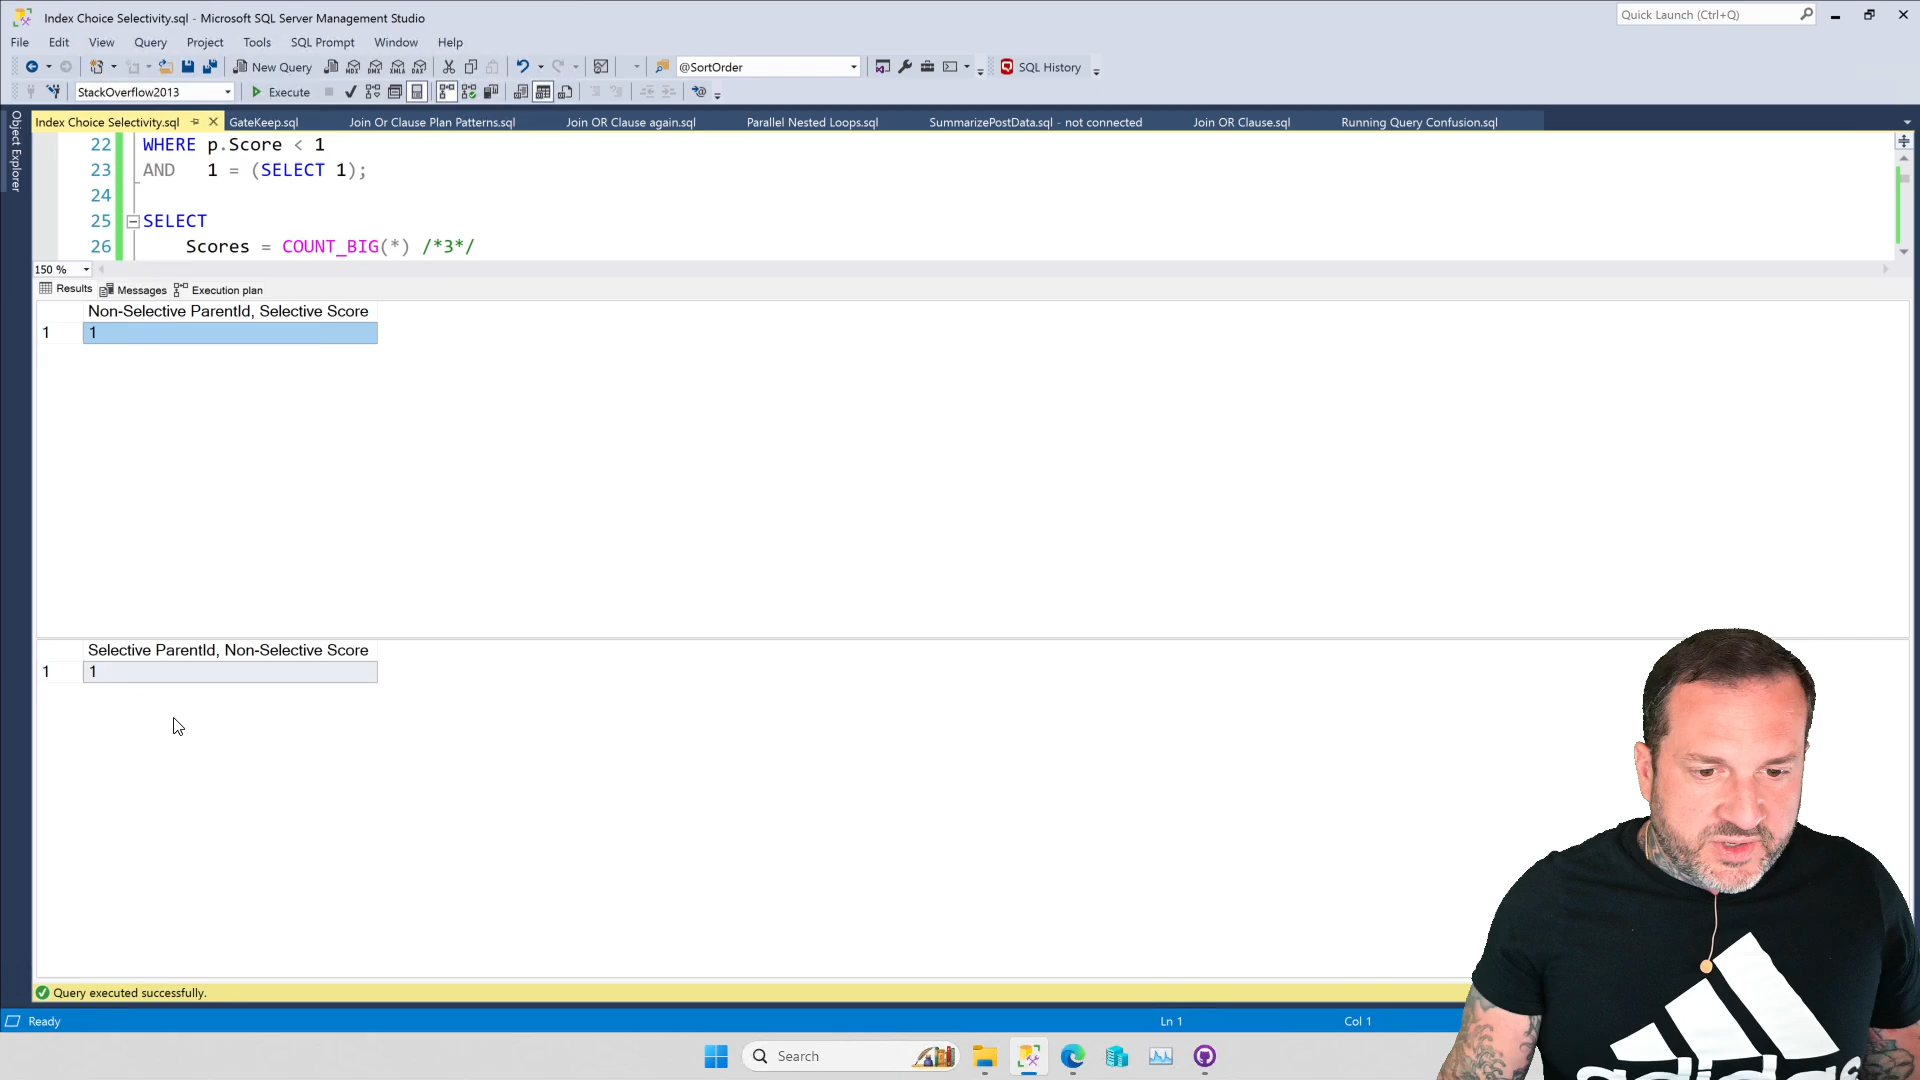 Index Choice Selectivity.sql - Microsoft SQL Server Management Studio
Quick Launch (Ctrl+Q)
File Edit View Query Project Tools SQL Prompt Window Help
New Query
@SortOrder
SQL History
StackOverflow2013
Execute
Object Explorer
Index Choice Selectivity.sql
GateKeep.sql
Join Or Clause Plan Patterns.sql
Join OR Clause again.sql
Parallel Nested Loops.sql
SummarizePostData.sql - not connected
Join OR Clause.sql
Running Query Confusion.sql
22 WHERE p.Score < 1
23 AND 1 = (SELECT 1);
24
25 SELECT
26 Scores = COUNT_BIG(*) /*3*/
150 %
Results Messages Execution plan
Non-Selective ParentId, Selective Score
1 1
Selective ParentId, Non-Selective Score
1 1
Query executed successfully.
Ready
Ln 1
Col 1
Search
adidas